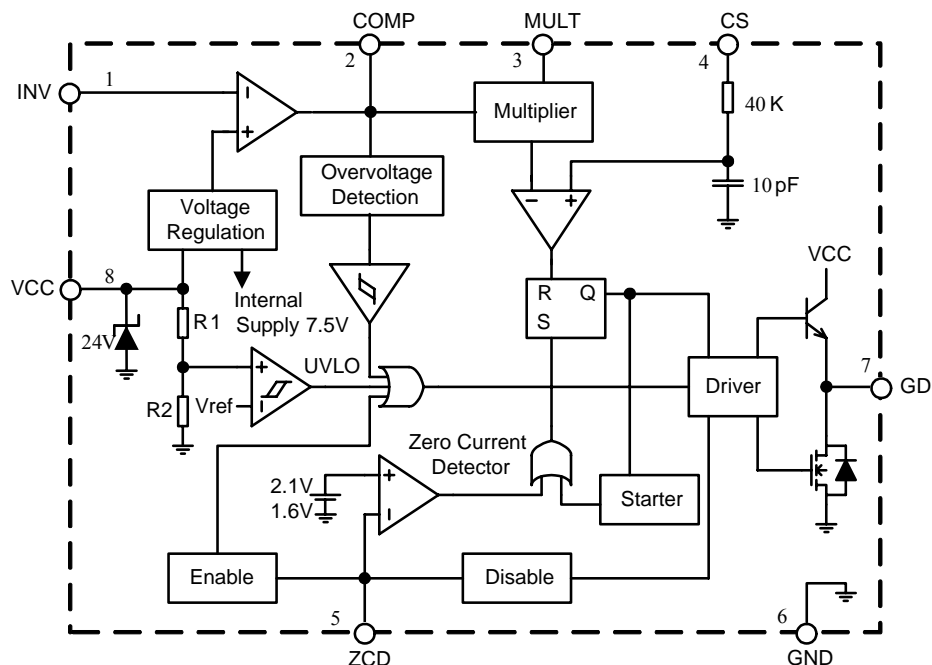 COMP
MULT
CS
2
3
4
INV
1
Multiplier
40 K
Overvoltage
Detection
10 pF
Voltage
Regulation
VCC
8
VCC
Internal
Supply 7.5V
R
Q
S
R1
24V
UVLO
Driver
7
GD
R2
Vref
Zero Current
Detector
2.1V
1.6V
Starter
Enable
Disable
5
6
ZCD
GND